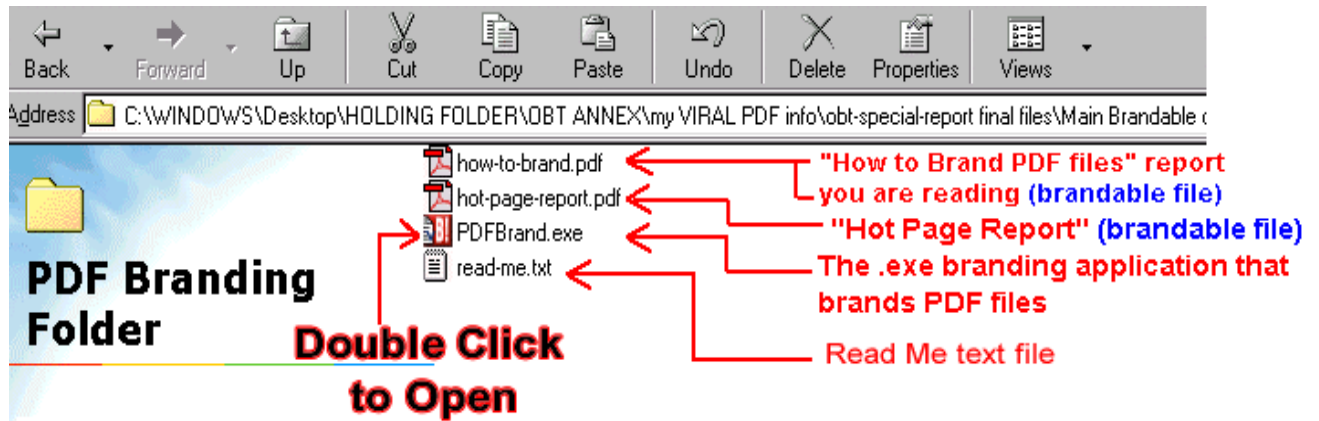 Back Forward Up Cut Copy Paste Undo Delete Properties Views
Address C:\WINDOWS\Desktop\HOLDING FOLDER\OBT ANNEX\my VIRAL PDF info\obt-special-report final files\Main Brandable
how-to-brand.pdf
"How to Brand PDF files" report
you are reading (brandable file)
hot-page-report.pdf
"Hot Page Report" (brandable file)
PDFBrand.exe
The .exe branding application that
brands PDF files
read-me.txt
Read Me text file
PDF Branding
Folder
Double Click
to Open